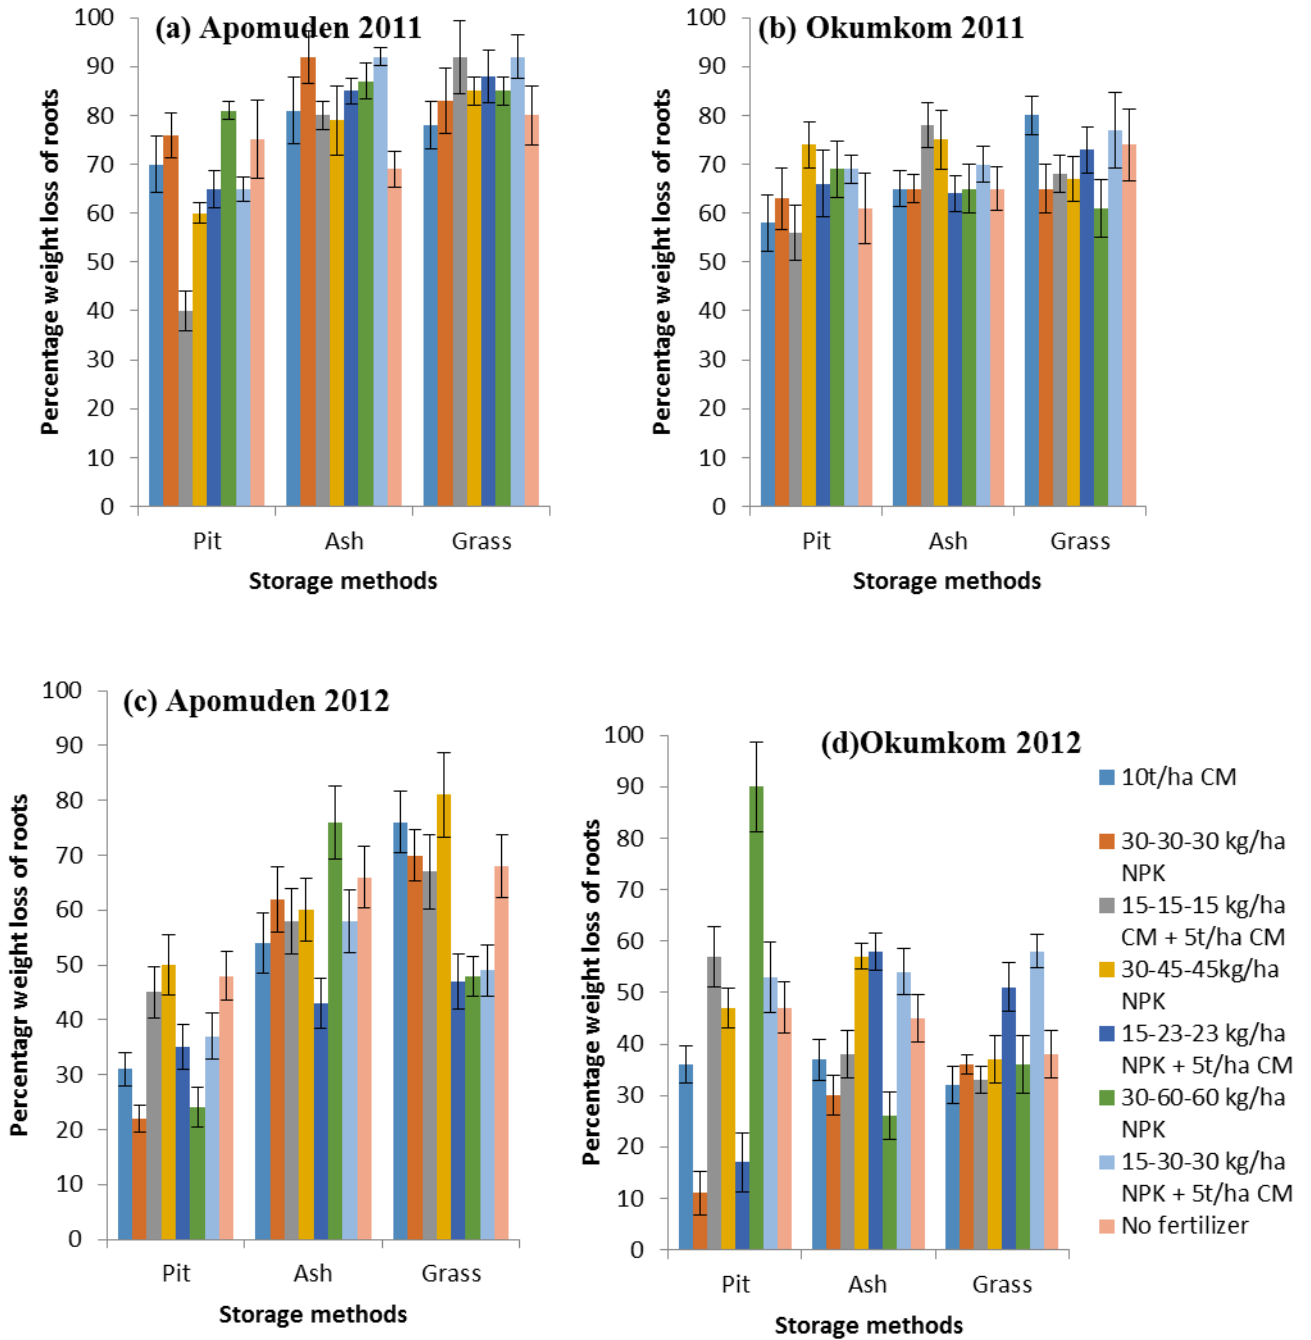 (a) Apomuden 2011
100
90
80
70
60
50
40
30
20
10
0
Percentage weight loss of roots
Pit Ash Grass
Storage methods
(b) Okumkom 2011
100
90
80
70
60
50
40
30
20
10
0
Percentage weight loss of roots
Pit Ash Grass
Storage methods
(c) Apomuden 2012
100
90
80
70
60
50
40
30
20
10
0
Percentagr weight loss of roots
Pit Ash Grass
Storage methods
(d)Okumkom 2012
100
90
80
70
60
50
40
30
20
10
0
Percentage weight loss of roots
Pit Ash Grass
Storage methods
10t/ha CM
30-30-30 kg/ha
NPK
15-15-15 kg/ha
CM + 5t/ha CM
30-45-45kg/ha
NPK
15-23-23 kg/ha
NPK + 5t/ha CM
30-60-60 kg/ha
NPK
15-30-30 kg/ha
NPK + 5t/ha CM
No fertilizer